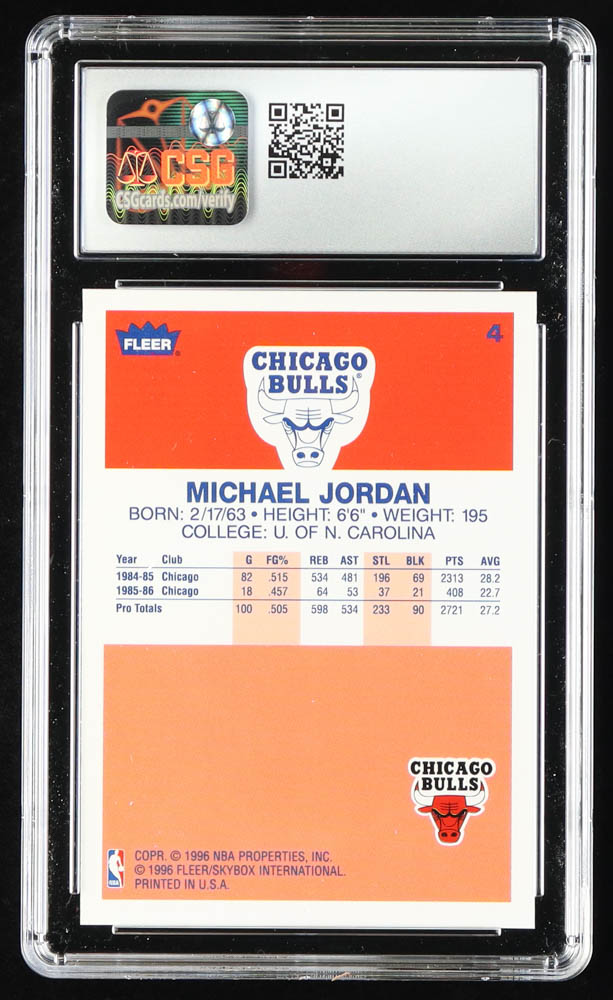 CSG
CSGcards.com/verify
FLEER®
4
CHICAGO
BULLS®
MICHAEL JORDAN
BORN: 2/17/63 • HEIGHT: 6'6" • WEIGHT: 195
COLLEGE: U. OF N. CAROLINA
Year Club G FG% REB AST STL BLK PTS AVG
1984-85 Chicago 82 .515 534 481 196 69 2313 28.2
1985-86 Chicago 18 .457 64 53 37 21 408 22.7
Pro Totals 100 .505 598 534 233 90 2721 27.2
CHICAGO
BULLS
NBA
COPR. © 1996 NBA PROPERTIES, INC.
© 1996 FLEER/SKYBOX INTERNATIONAL.
PRINTED IN U.S.A.